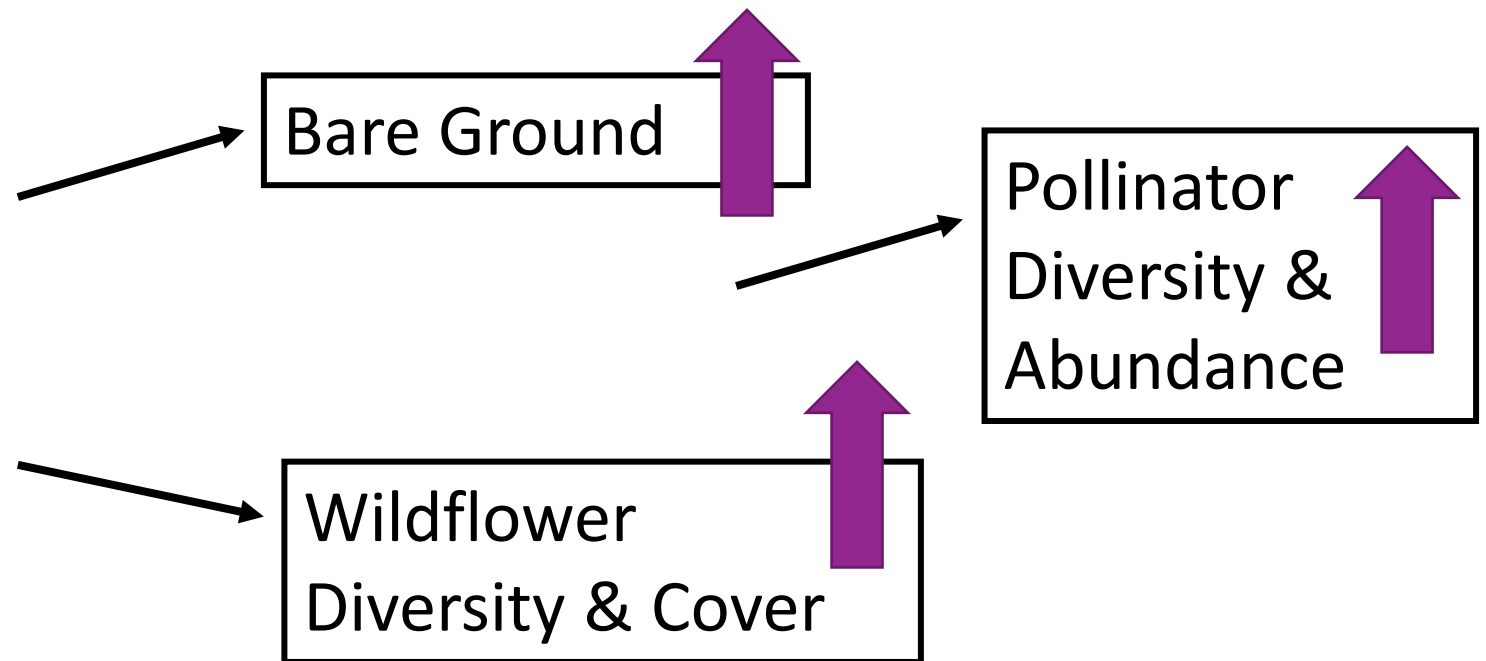 Bare Ground
Pollinator
Diversity &
Abundance
Wildflower
Diversity & Cover